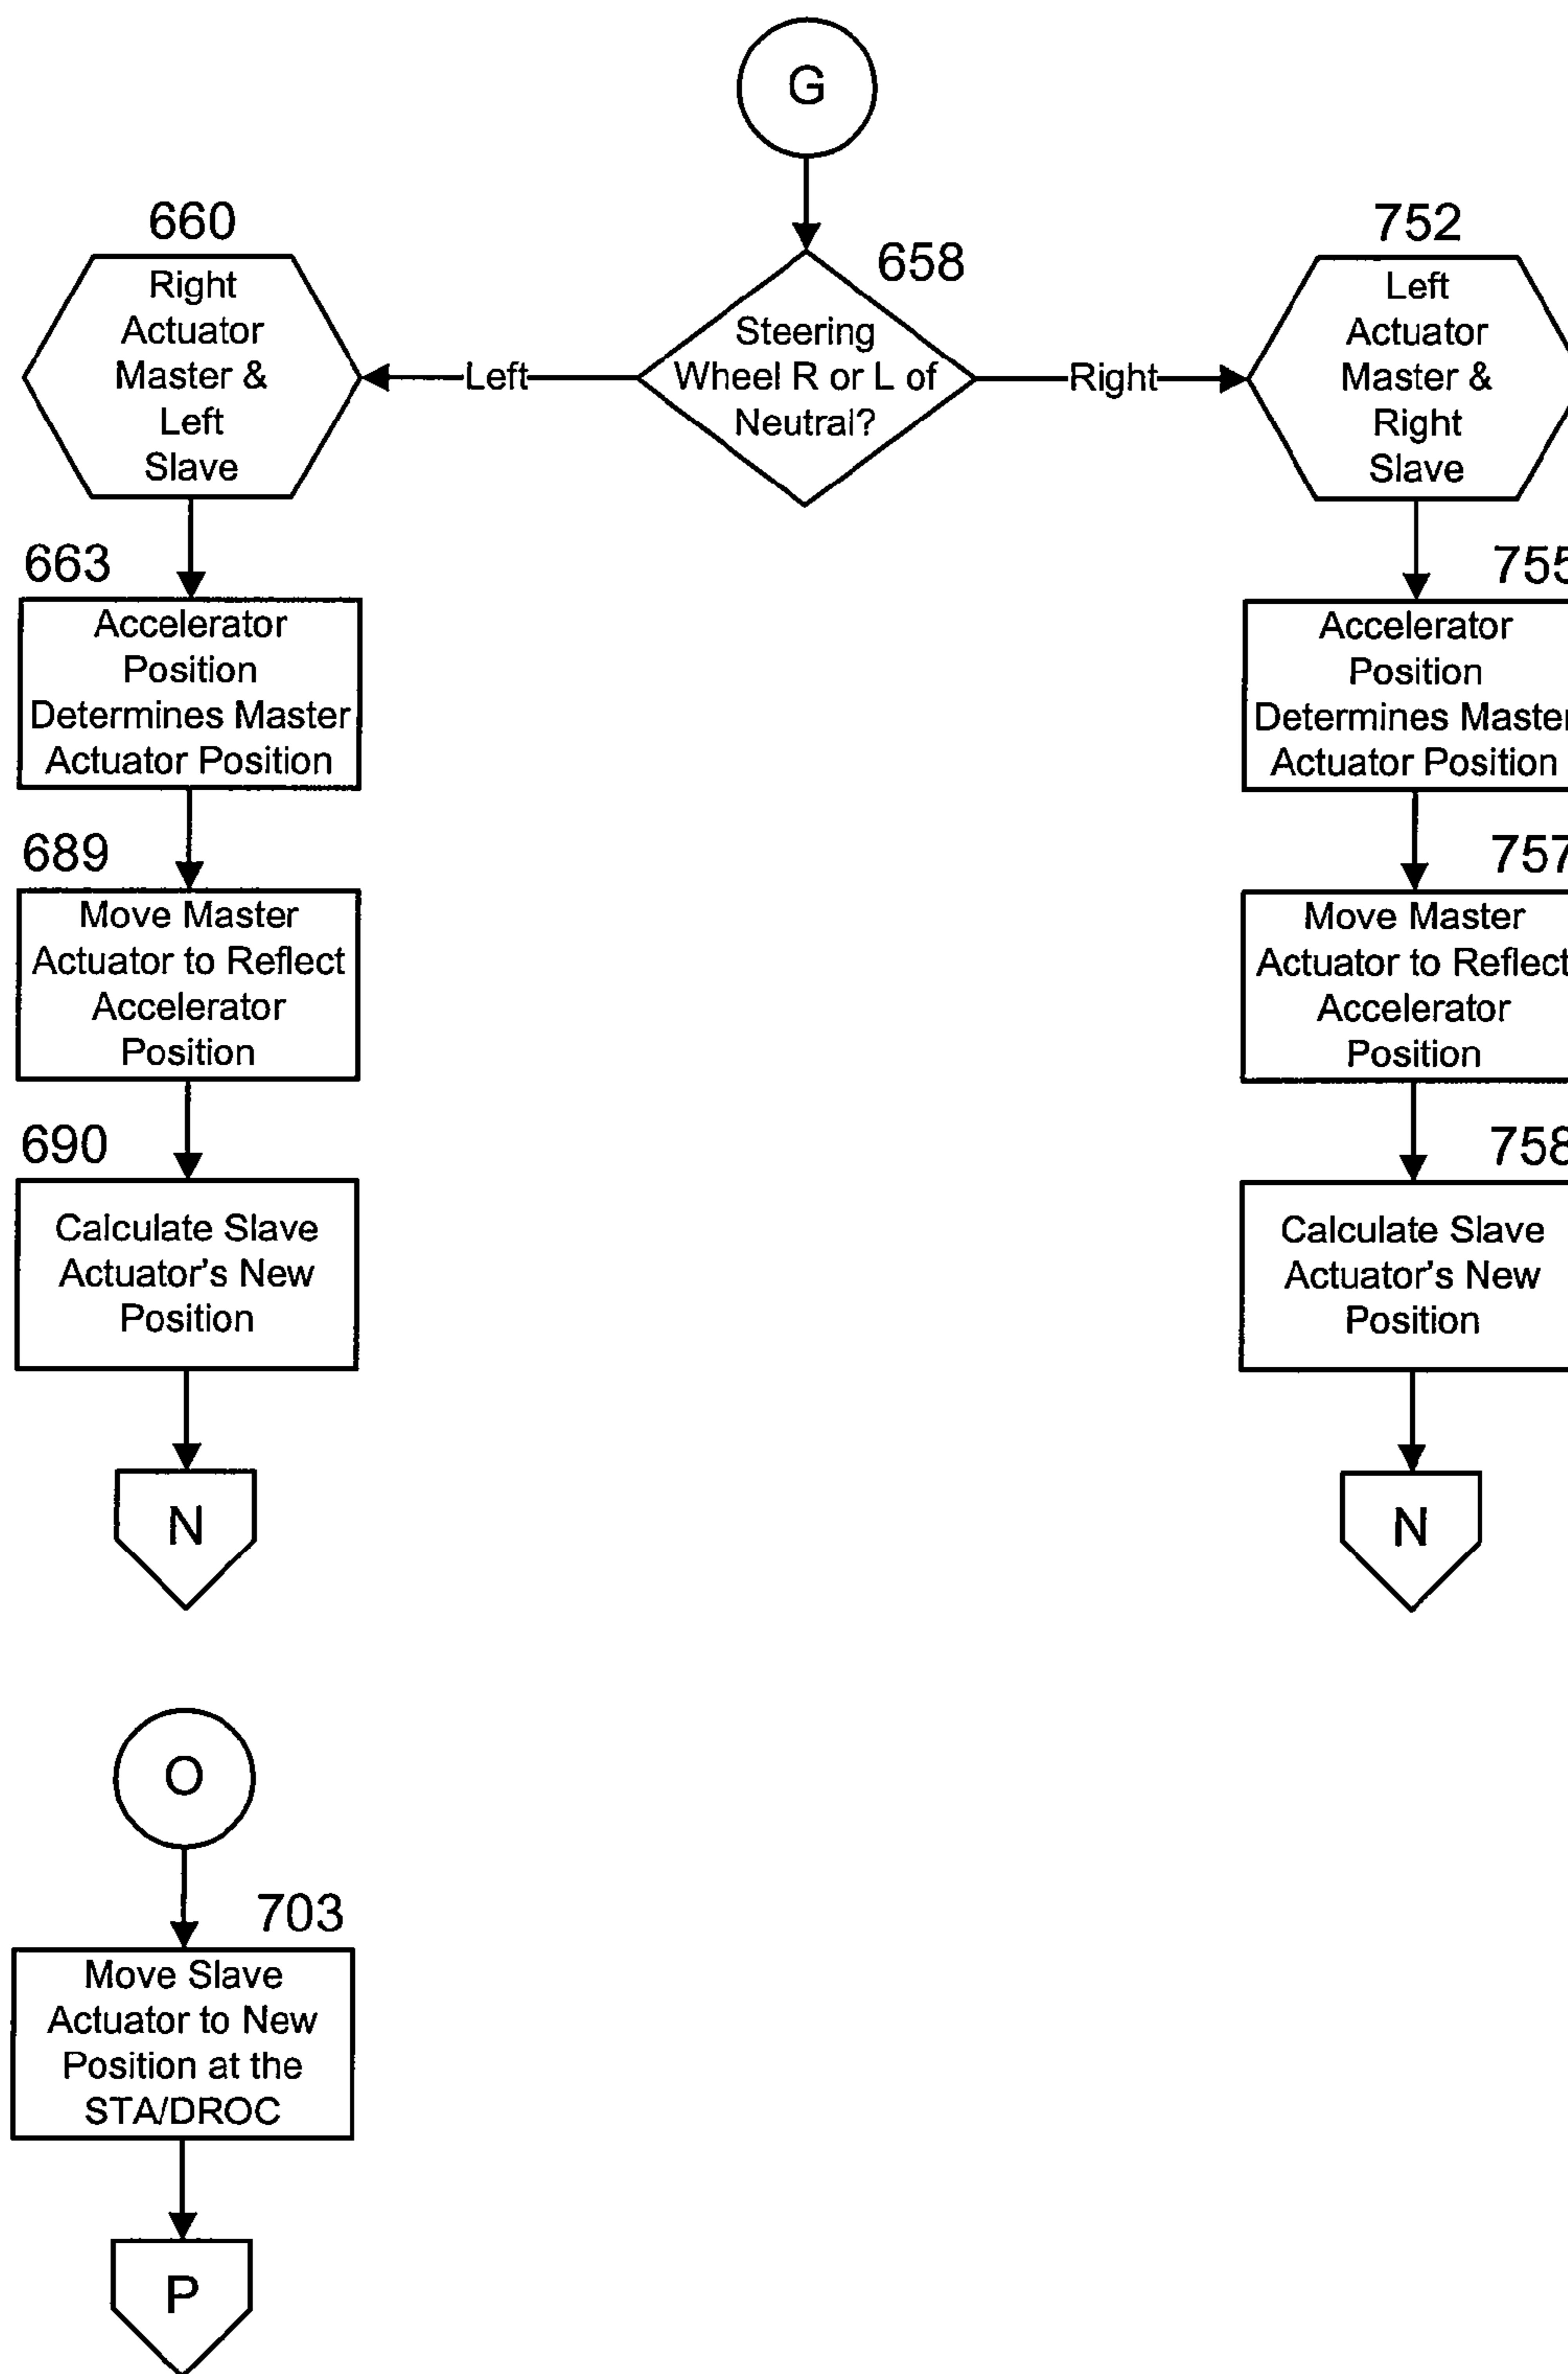 G
658
Steering
Wheel R or L of
Neutral?
Left
Right
660
Right
Actuator
Master &
Left
Slave
663
Accelerator
Position
Determines Master
Actuator Position
689
Move Master
Actuator to Reflect
Accelerator
Position
690
Calculate Slave
Actuator's New
Position
N
752
Left
Actuator
Master &
Right
Slave
755
Accelerator
Position
Determines Master
Actuator Position
757
Move Master
Actuator to Reflect
Accelerator
Position
758
Calculate Slave
Actuator's New
Position
N
O
703
Move Slave
Actuator to New
Position at the
STA/DROC
P